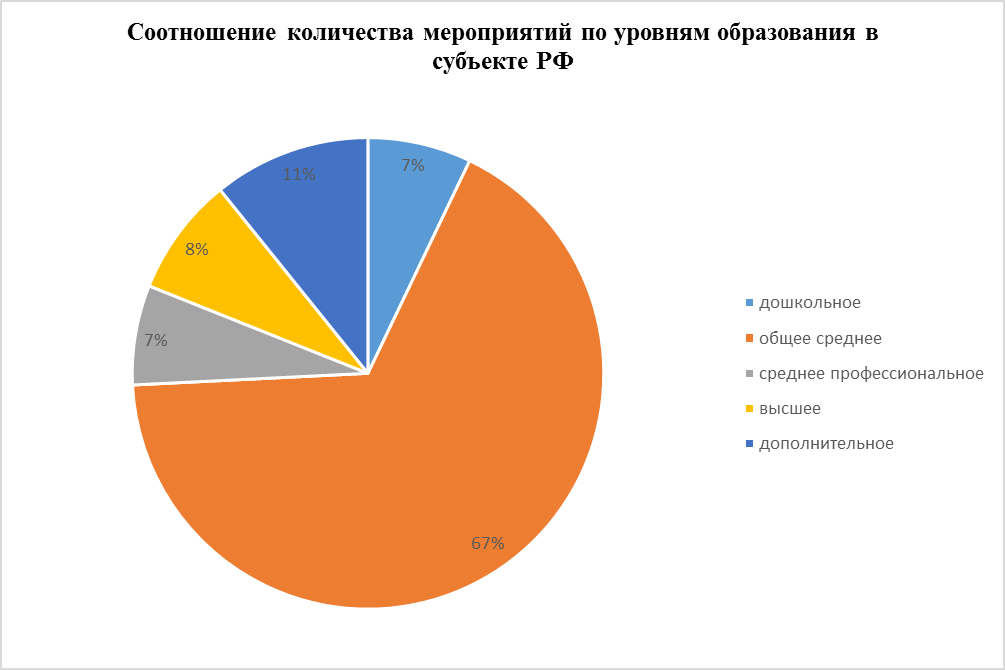 Соотношение количества мероприятий по уровням образования в
субъекте РФ
7%
11%
8%
7%
67%
дошкольное
общее среднее
среднее профессиональное
высшее
дополнительное